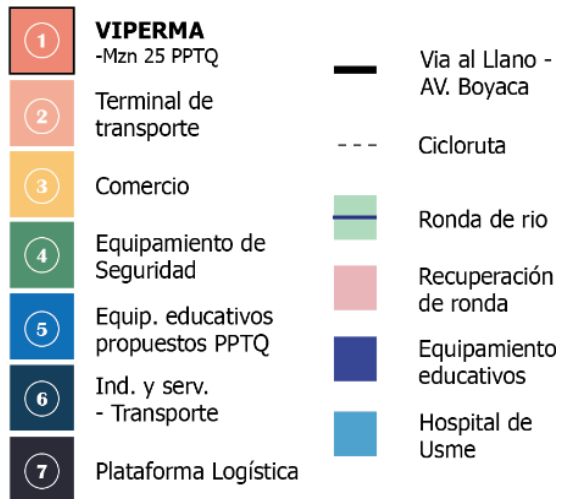 1
VIPERMA
-Mzn 25 PPTQ
2
Terminal de
transporte
3
Comercio
4
Equipamiento de
Seguridad
5
Equip. educativos
propuestos PPTQ
6
Ind. y serv.
- Transporte
7
Plataforma Logística
Via al Llano -
AV. Boyaca
Cicloruta
Ronda de rio
Recuperación
de ronda
Equipamiento
educativos
Hospital de
Usme